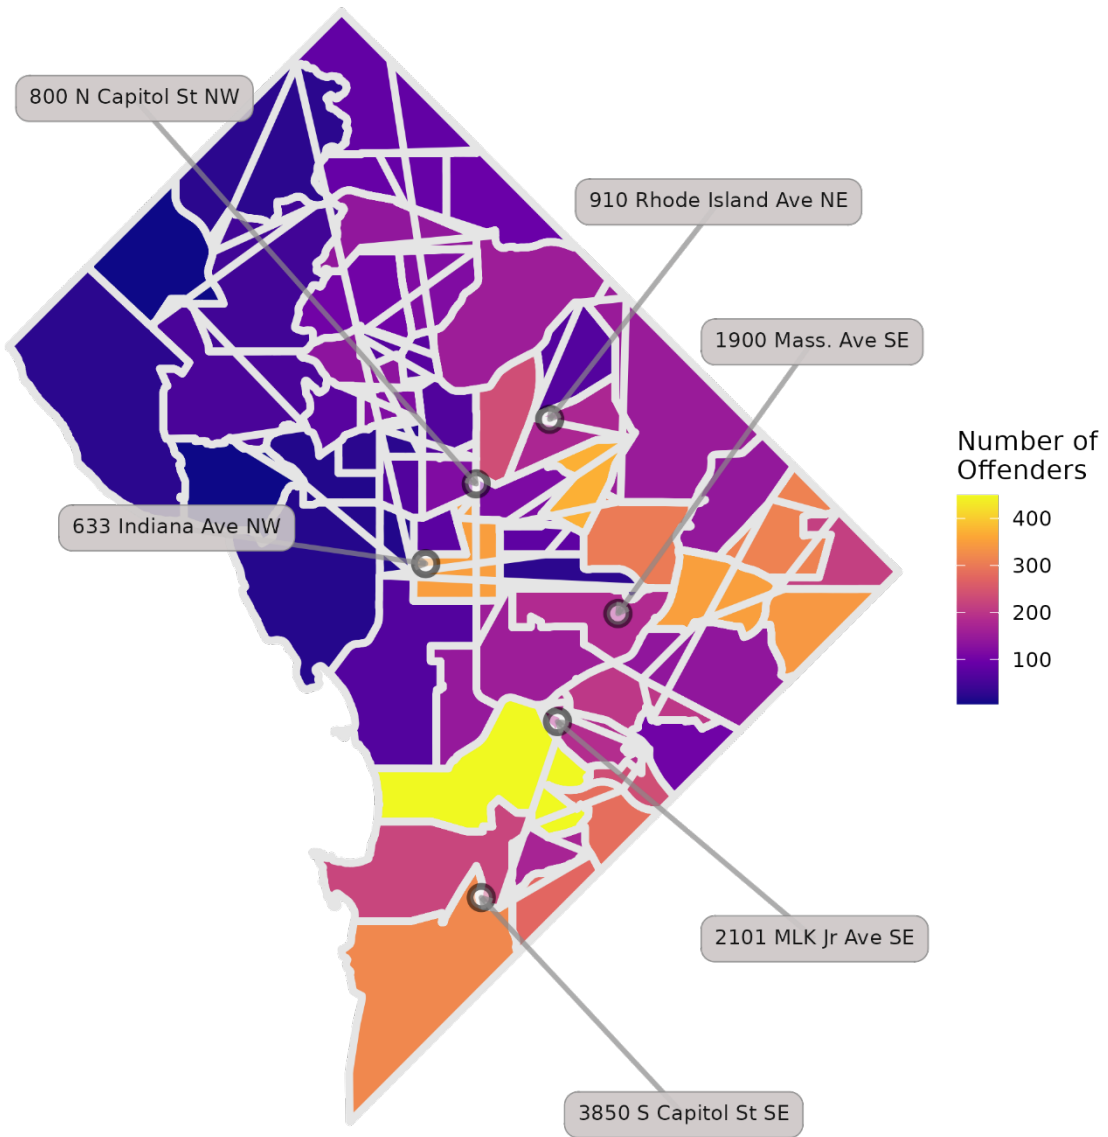 800 N Capitol St NW
910 Rhode Island Ave NE
1900 Mass. Ave SE
Number of
Offenders
400
300
200
100
633 Indiana Ave NW
2101 MLK Jr Ave SE
3850 S Capitol St SE